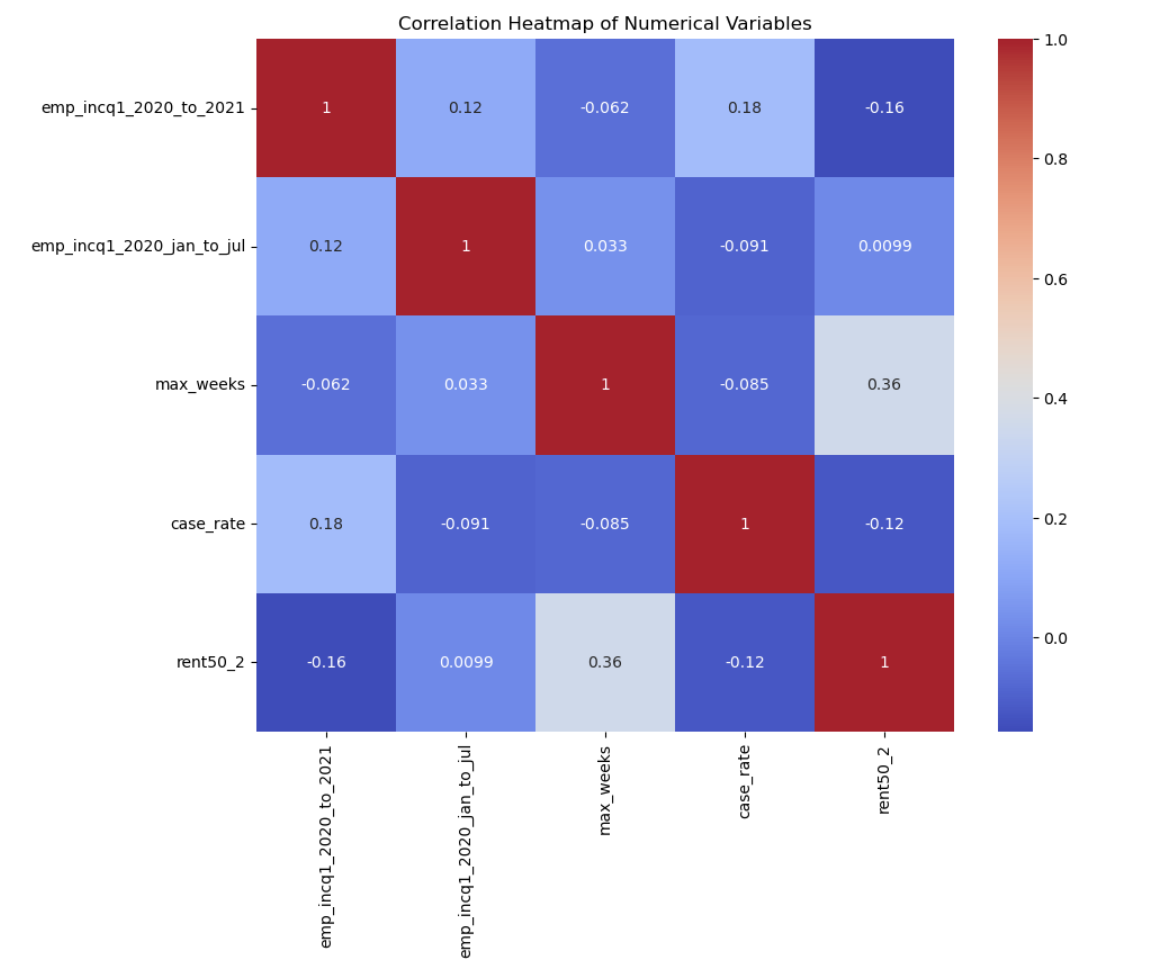 Correlation Heatmap of Numerical Variables
emp_incq1_2020_to_2021 1 0.12 -0.062 0.18 -0.16
emp_incq1_2020_jan_to_jul 0.12 1 0.033 -0.091 0.0099
max_weeks -0.062 0.033 1 -0.085 0.36
case_rate 0.18 -0.091 -0.085 1 -0.12
rent50_2 -0.16 0.0099 0.36 -0.12 1
emp_incq1_2020_to_2021
emp_incq1_2020_jan_to_jul
max_weeks
case_rate
rent50_2
1.0
0.8
0.6
0.4
0.2
0.0